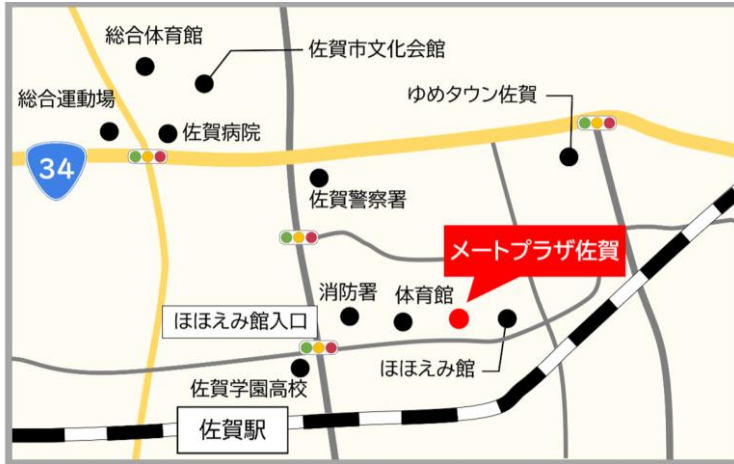 総合体育館
佐賀市文化会館
総合運動場
佐賀病院
ゆめタウン佐賀
34
佐賀警察署
メートプラザ佐賀
消防署
体育館
ほほえみ館入口
ほほえみ館
佐賀学園高校
佐賀駅